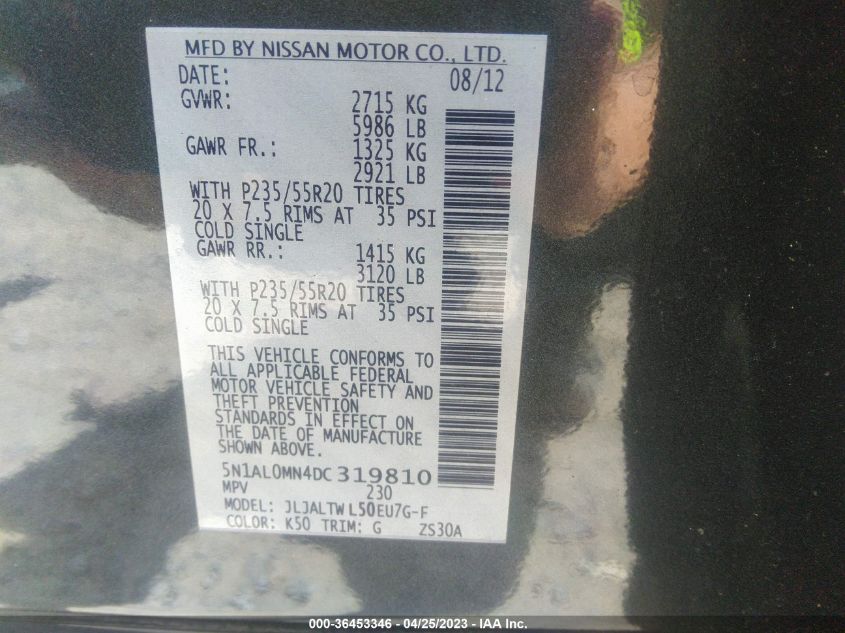 MFD BY NISSAN MOTOR CO., LTD.
DATE: 08/12
GVWR: 2715 KG
5986 LB
GAWR FR.: 1325 KG
2921 LB
WITH P235/55R20 TIRES
20 X 7.5 RIMS AT 35 PSI
COLD SINGLE
GAWR RR.: 1415 KG
3120 LB
WITH P235/55R20 TIRES
20 X 7.5 RIMS AT 35 PSI
COLD SINGLE
THIS VEHICLE CONFORMS TO
ALL APPLICABLE FEDERAL
MOTOR VEHICLE SAFETY AND
THEFT PREVENTION
STANDARDS IN EFFECT ON
THE DATE OF MANUFACTURE
SHOWN ABOVE.
5N1AL0MN4DC319810
MPV 230
MODEL: JLJALTW L50EU7G-F
COLOR: K50 TRIM: G ZS30A
000-36453346 - 04/25/2023 - IAA Inc.